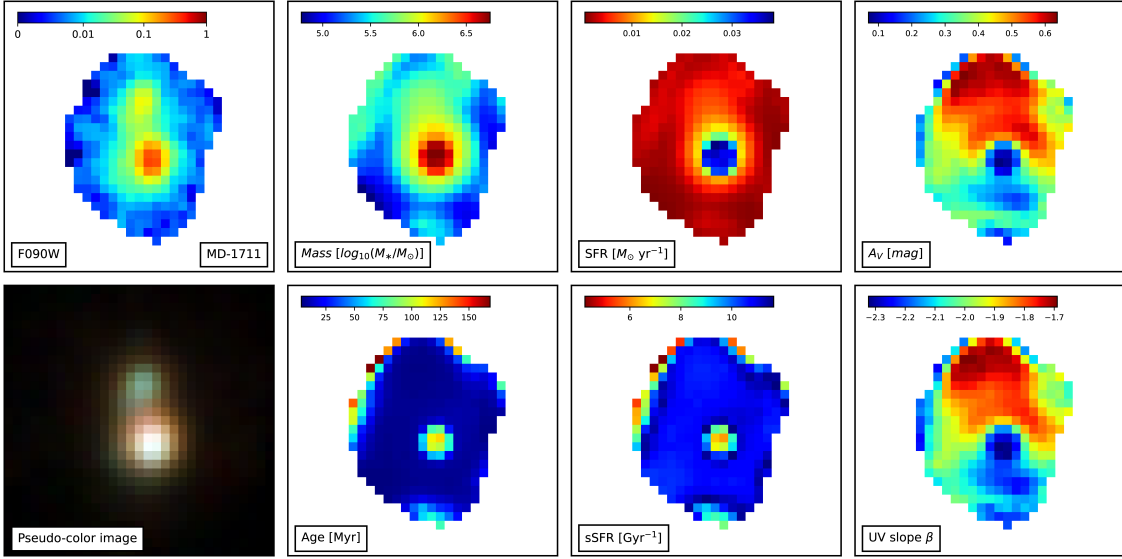 0 0.01 0.1 1
5.0 5.5 6.0 6.5
0.01 0.02 0.03
0.1 0.2 0.3 0.4 0.5 0.6
F090W MD-1711
Mass [log₁₀(M∗/M⊙)]
SFR [M⊙ yr⁻¹]
A_V [mag]
25 50 75 100 125 150
6 8 10
−2.3 −2.2 −2.1 −2.0 −1.9 −1.8 −1.7
Pseudo-color image
Age [Myr]
sSFR [Gyr⁻¹]
UV slope β